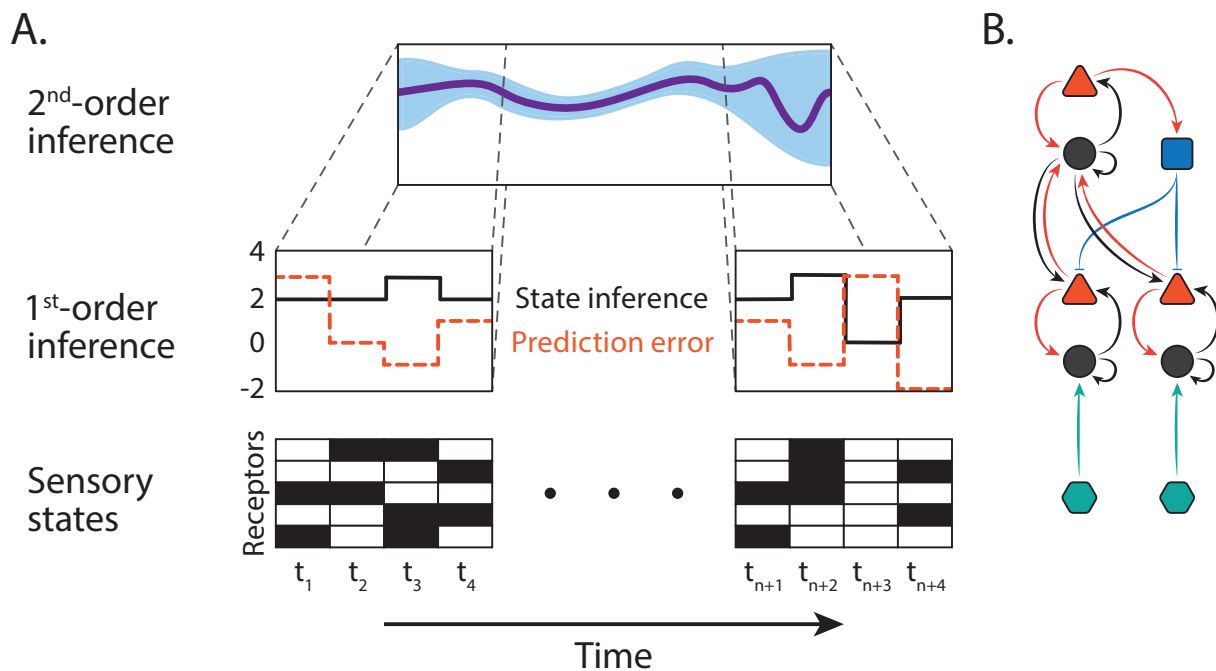 A.
B.
2nd-order
inference
4
2
0
-2
1st-order
inference
State inference
Prediction error
Sensory
states
Receptors
t1 t2 t3 t4
tn+1 tn+2 tn+3 tn+4
Time